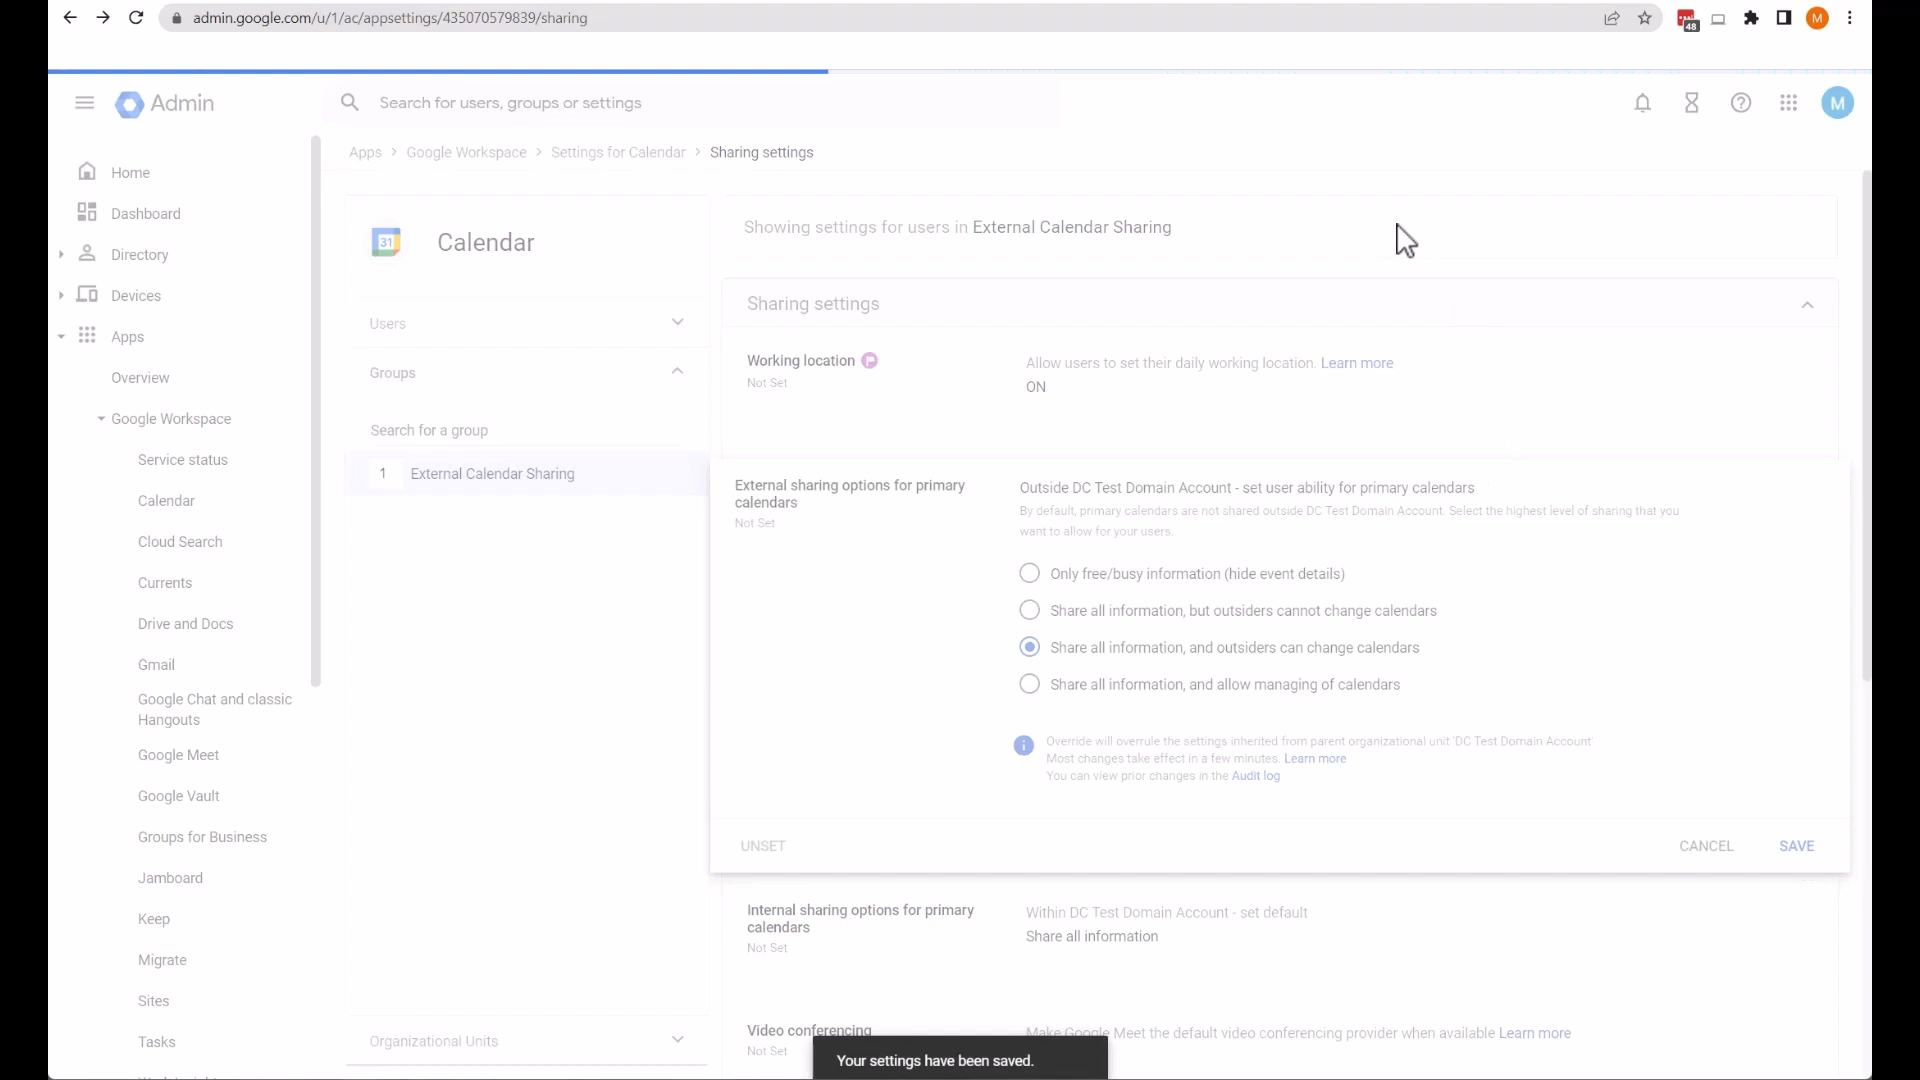 admin.google.com/u/1/ac/appsettings/435070579839/sharing
48
M
Admin
Search for users, groups or settings
M
Apps > Google Workspace > Settings for Calendar > Sharing settings
Home
Dashboard
Directory
Devices
Apps
Overview
Google Workspace
Service status
Calendar
Cloud Search
Currents
Drive and Docs
Gmail
Google Chat and classic
Hangouts
Google Meet
Google Vault
Groups for Business
Jamboard
Keep
Migrate
Sites
Tasks
31
Calendar
Users
Groups
Search for a group
1 External Calendar Sharing
Organizational Units
Showing settings for users in External Calendar Sharing
Sharing settings
Working location
Not Set
Allow users to set their daily working location. Learn more
ON
External sharing options for primary
calendars
Not Set
Outside DC Test Domain Account - set user ability for primary calendars
By default, primary calendars are not shared outside DC Test Domain Account. Select the highest level of sharing that you
want to allow for your users.
Only free/busy information (hide event details)
Share all information, but outsiders cannot change calendars
Share all information, and outsiders can change calendars
Share all information, and allow managing of calendars
Override will overrule the settings inherited from parent organizational unit 'DC Test Domain Account'
Most changes take effect in a few minutes. Learn more
You can view prior changes in the Audit log
UNSET
CANCEL
SAVE
Internal sharing options for primary
calendars
Not Set
Within DC Test Domain Account - set default
Share all information
Video conferencing
Not Set
Make Google Meet the default video conferencing provider when available Learn more
Your settings have been saved.